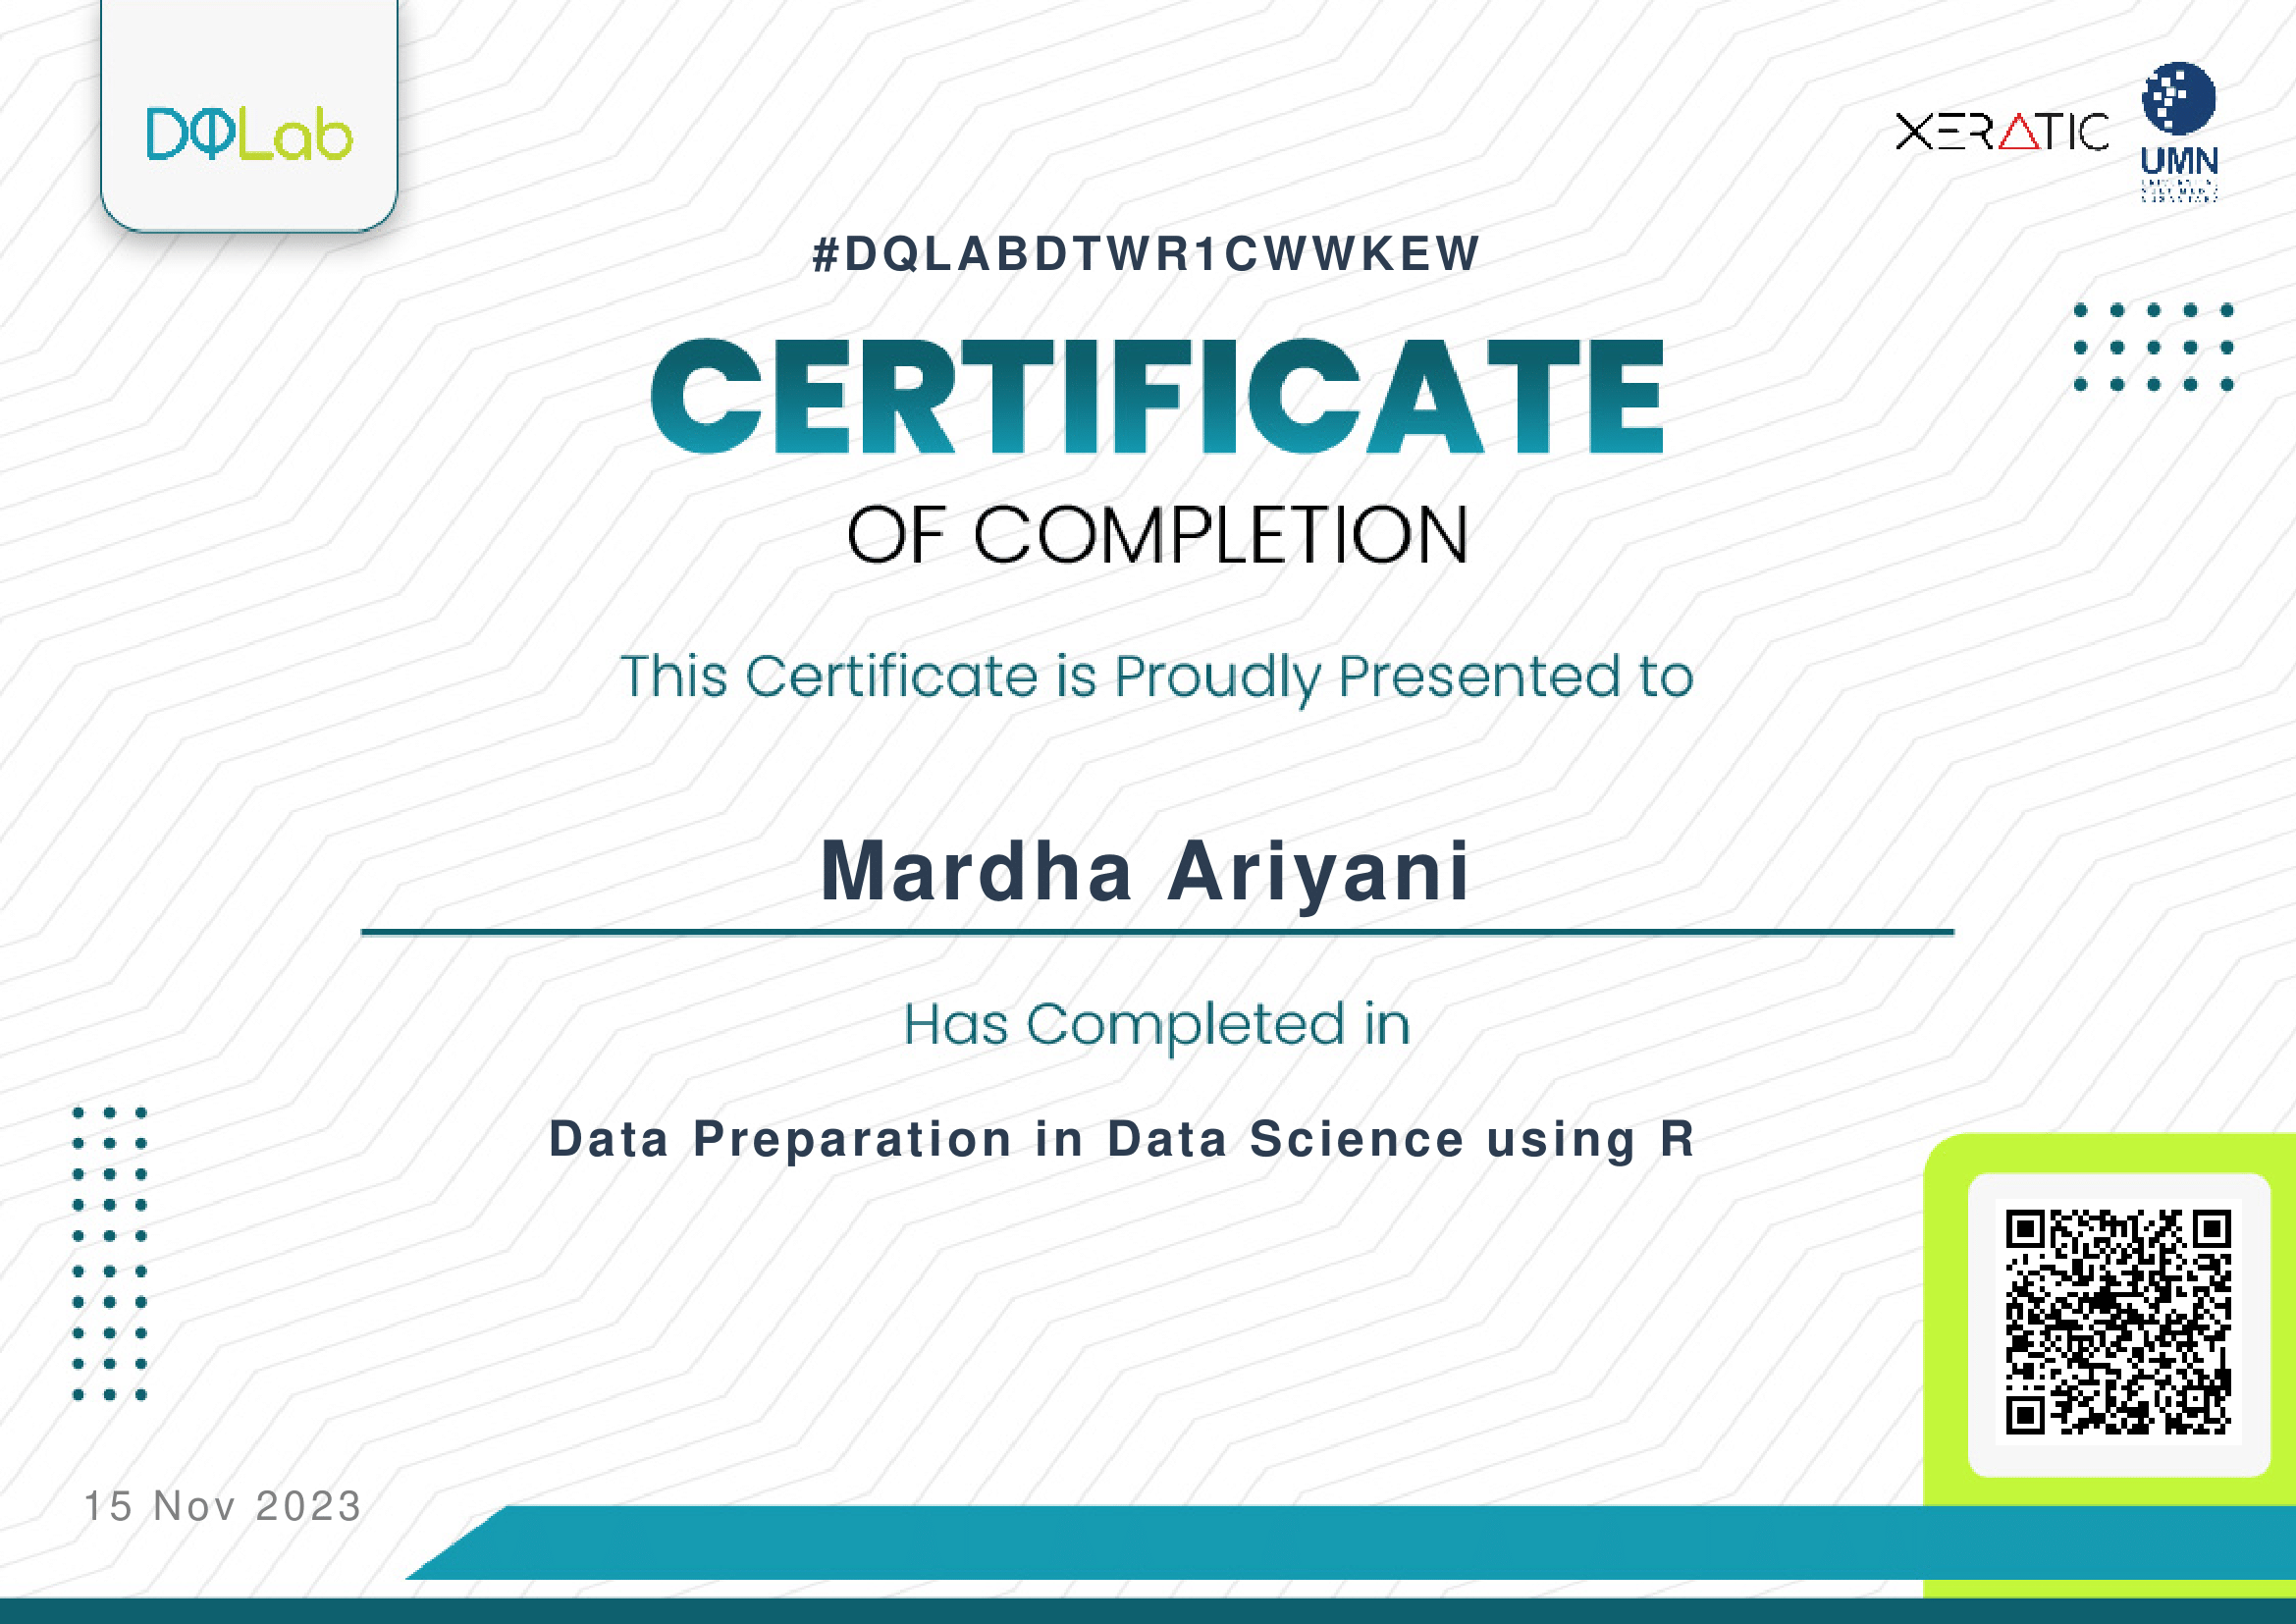 DQLab
XERATIC
UMN
#DQLABDTWR1CWWKEW
CERTIFICATE
OF COMPLETION
This Certificate is Proudly Presented to
Mardha Ariyani
Has Completed in
Data Preparation in Data Science using R
15 Nov 2023